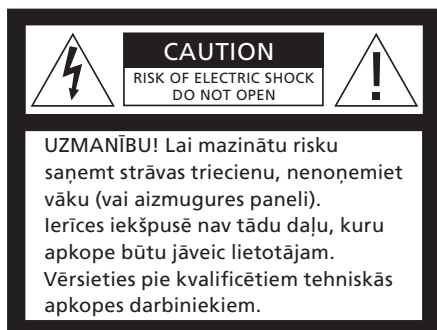 CAUTION
RISK OF ELECTRIC SHOCK
DO NOT OPEN
UZMANĪBU! Lai mazinātu risku
saņemt strāvas triecienu, nenoņemiet
vāku (vai aizmugures paneli).
Ierīces iekšpusē nav tādu daļu, kuru
apkope būtu jāveic lietotājam.
Vērsieties pie kvalificētiem tehniskās
apkopes darbiniekiem.